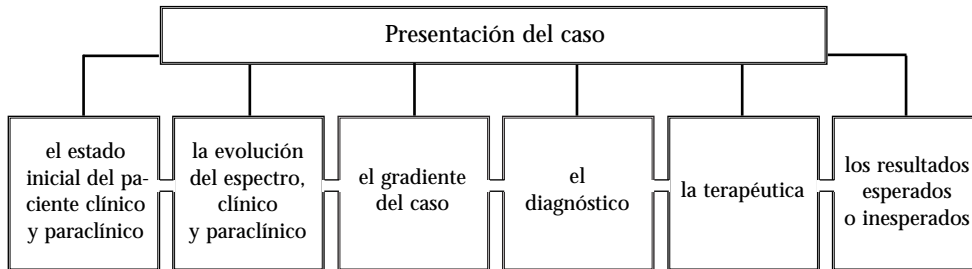 Presentación del caso
el estado
inicial del pa-
ciente clínico
y paraclínico
la evolución
del espectro,
clínico
y paraclínico
el gradiente
del caso
el
diagnóstico
la terapéutica
los resultados
esperados
o inesperados